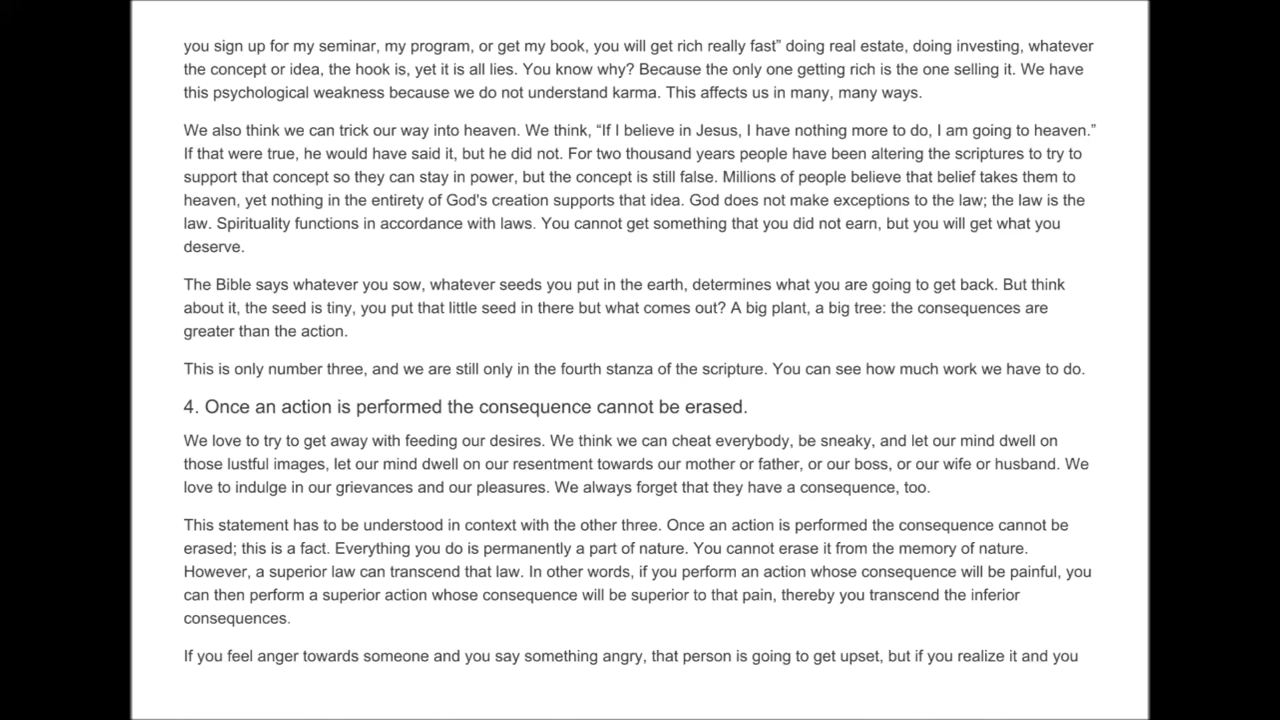 you sign up for my seminar, my program, or get my book, you will get rich really fast” doing real estate, doing investing, whatever
the concept or idea, the hook is, yet it is all lies. You know why? Because the only one getting rich is the one selling it. We have
this psychological weakness because we do not understand karma. This affects us in many, many ways.
We also think we can trick our way into heaven. We think, “If I believe in Jesus, I have nothing more to do, I am going to heaven.”
If that were true, he would have said it, but he did not. For two thousand years people have been altering the scriptures to try to
support that concept so they can stay in power, but the concept is still false. Millions of people believe that belief takes them to
heaven, yet nothing in the entirety of God's creation supports that idea. God does not make exceptions to the law; the law is the
law. Spirituality functions in accordance with laws. You cannot get something that you did not earn, but you will get what you
deserve.
The Bible says whatever you sow, whatever seeds you put in the earth, determines what you are going to get back. But think
about it, the seed is tiny, you put that little seed in there but what comes out? A big plant, a big tree: the consequences are
greater than the action.
This is only number three, and we are still only in the fourth stanza of the scripture. You can see how much work we have to do.
4. Once an action is performed the consequence cannot be erased.
We love to try to get away with feeding our desires. We think we can cheat everybody, be sneaky, and let our mind dwell on
those lustful images, let our mind dwell on our resentment towards our mother or father, or our boss, or our wife or husband. We
love to indulge in our grievances and our pleasures. We always forget that they have a consequence, too.
This statement has to be understood in context with the other three. Once an action is performed the consequence cannot be
erased; this is a fact. Everything you do is permanently a part of nature. You cannot erase it from the memory of nature.
However, a superior law can transcend that law. In other words, if you perform an action whose consequence will be painful, you
can then perform a superior action whose consequence will be superior to that pain, thereby you transcend the inferior
consequences.
If you feel anger towards someone and you say something angry, that person is going to get upset, but if you realize it and you